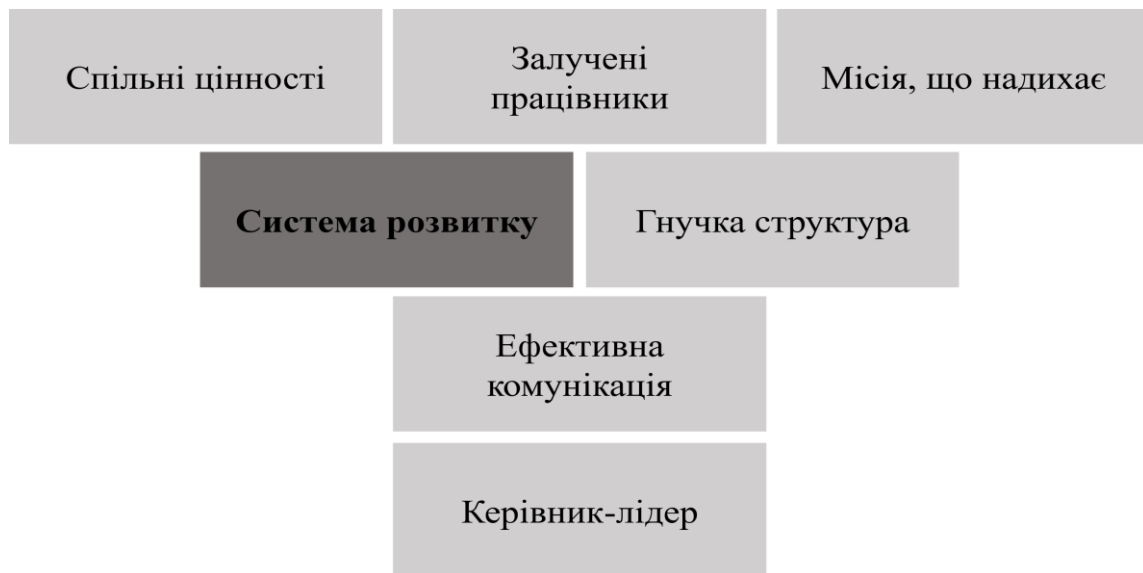 Спільні цінності
Залучені
працівники
Місія, що надихає
Система розвитку
Гнучка структура
Ефективна
комунікація
Керівник-лідер